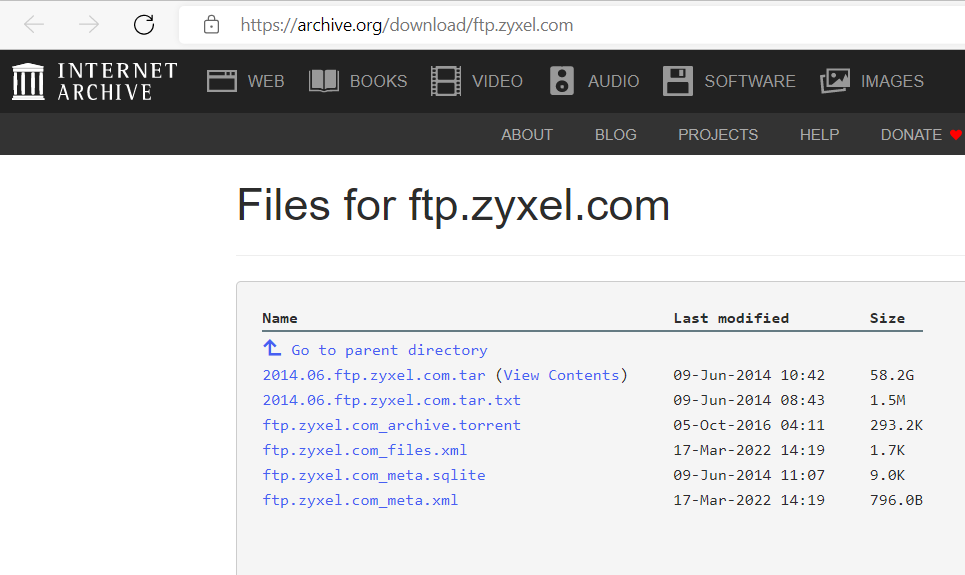 https://archive.org/download/ftp.zyxel.com
INTERNET ARCHIVE WEB BOOKS VIDEO AUDIO SOFTWARE IMAGES
ABOUT BLOG PROJECTS HELP DONATE
Files for ftp.zyxel.com
Name Last modified Size
Go to parent directory
2014.06.ftp.zyxel.com.tar (View Contents) 09-Jun-2014 10:42 58.2G
2014.06.ftp.zyxel.com.tar.txt 09-Jun-2014 08:43 1.5M
ftp.zyxel.com_archive.torrent 05-Oct-2016 04:11 293.2K
ftp.zyxel.com_files.xml 17-Mar-2022 14:19 1.7K
ftp.zyxel.com_meta.sqlite 09-Jun-2014 11:07 9.0K
ftp.zyxel.com_meta.xml 17-Mar-2022 14:19 796.0B